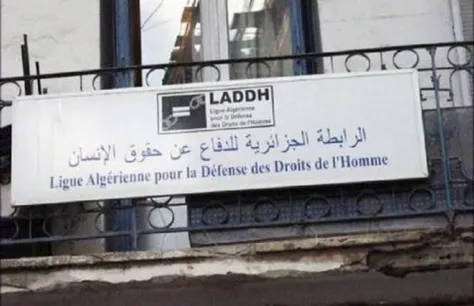 LADDH
Ligue Algérienne
pour la Défense
des Droits de l'Homme
الرابطة الجزائرية للدفاع عن حقوق الإنسان
Ligue Algérienne pour la Défense des Droits de l'Homme